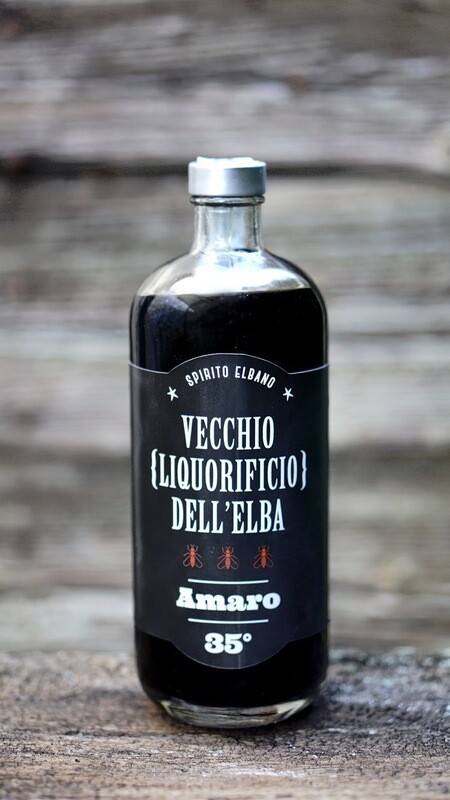 SPIRITO ELBANO
VECCHIO
{LIQUORIFICIO}
DELL'ELBA
Amaro
35°